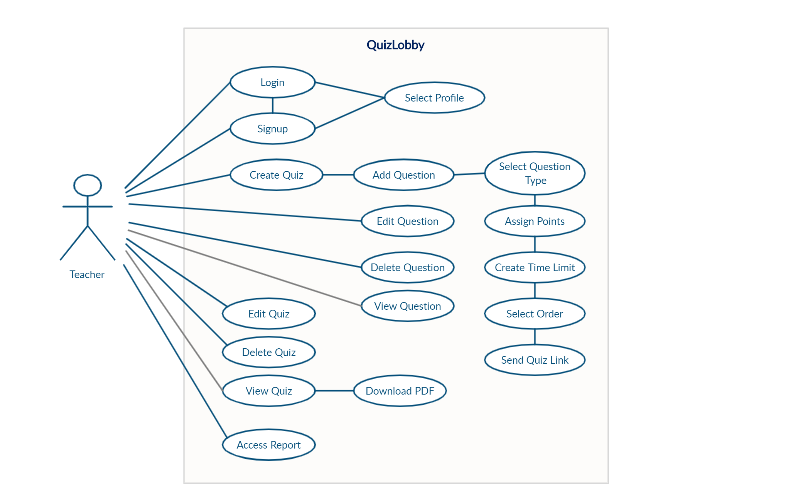 QuizLobby
Login
Select Profile
Signup
Create Quiz
Add Question
Select Question
Type
Edit Question
Assign Points
Delete Question
Create Time Limit
Teacher
View Question
Edit Quiz
Select Order
Delete Quiz
Send Quiz Link
View Quiz
Download PDF
Access Report